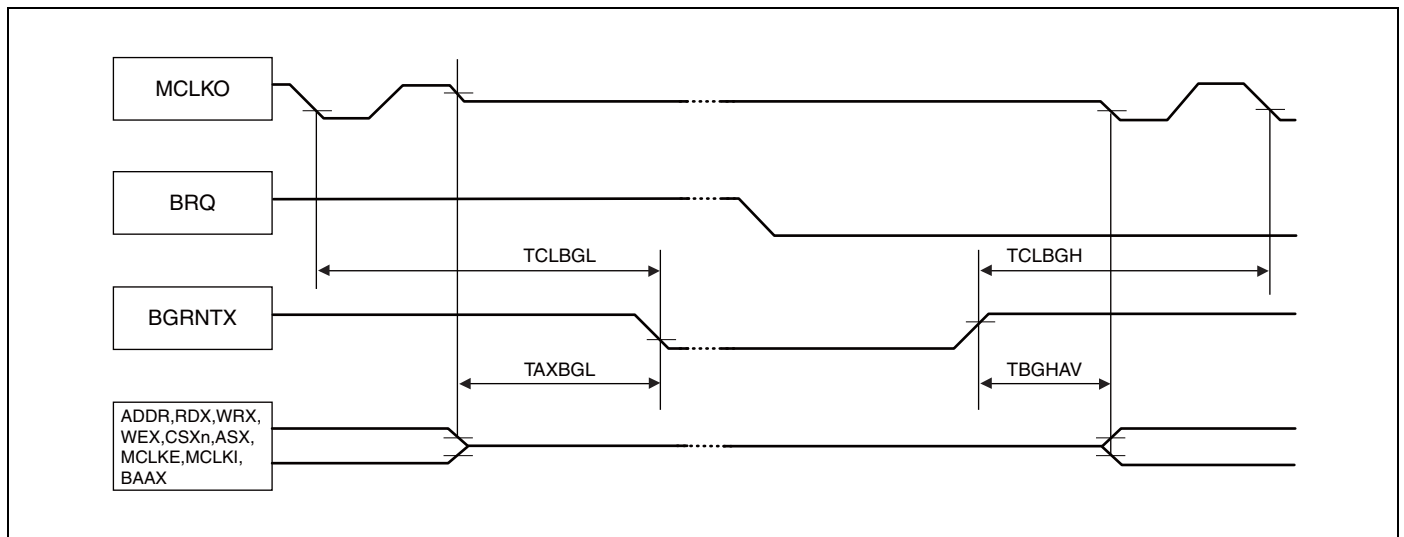 MCLKO
BRQ
TCLBGL
TCLBGH
BGRNTX
TAXBGL
TBGHAV
ADDR,RDX,WRX,
WEX,CSXn,ASX,
MCLKE,MCLKI,
BAAX